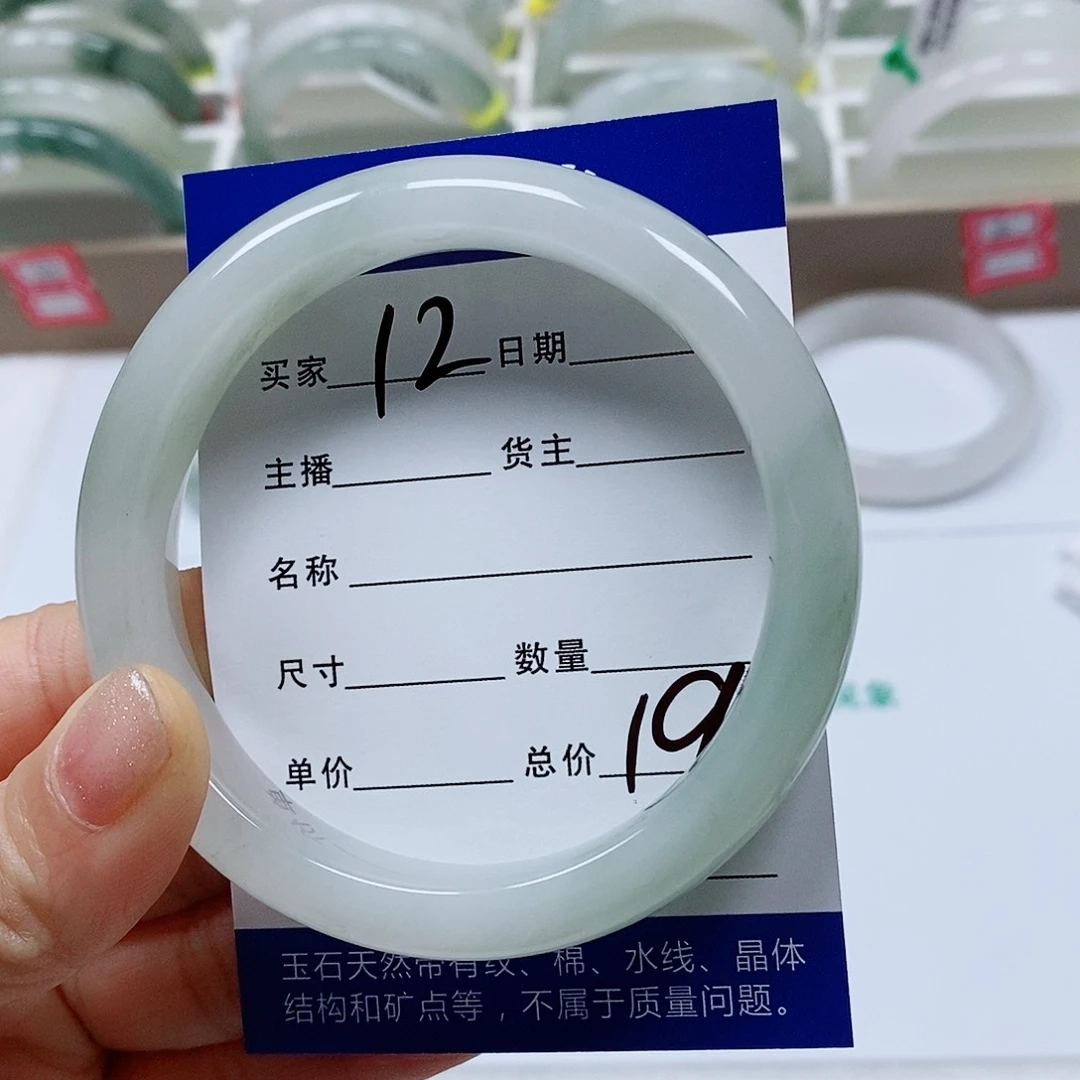 买家 12 日期
主播 货主
名称
尺寸 数量
单价 总价 19
玉石天然带有纹、棉、水线、晶体
结构和矿点等，不属于质量问题。